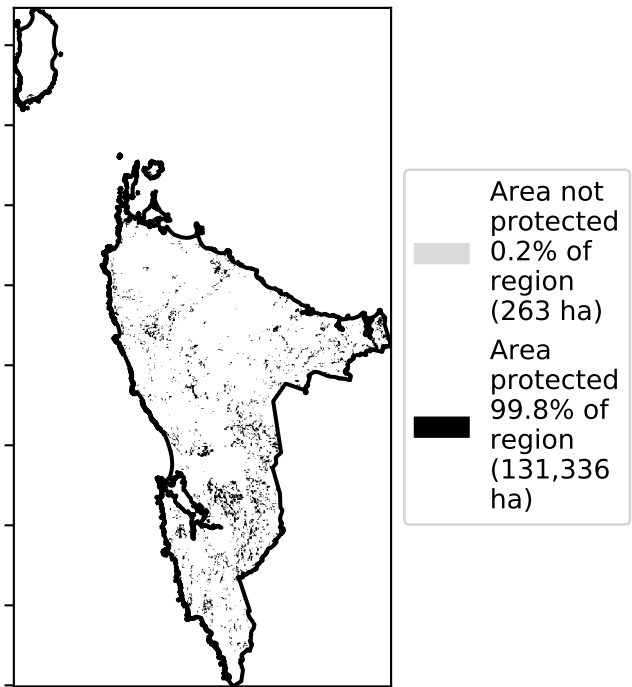 Area not
protected
0.2% of
region
(263 ha)
Area
protected
99.8% of
region
(131,336
ha)